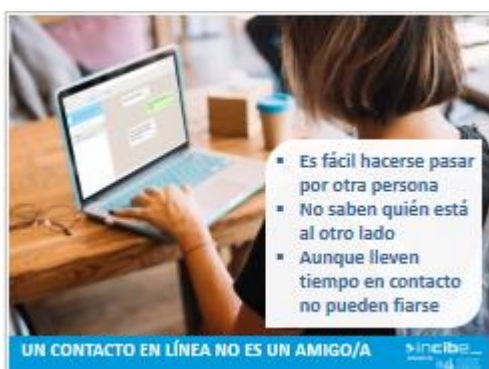 ▪ Es fácil hacerse pasar
por otra persona
▪ No saben quién está
al otro lado
▪ Aunque lleven
tiempo en contacto
no pueden fiarse
UN CONTACTO EN LÍNEA NO ES UN AMIGO/A
incibe_